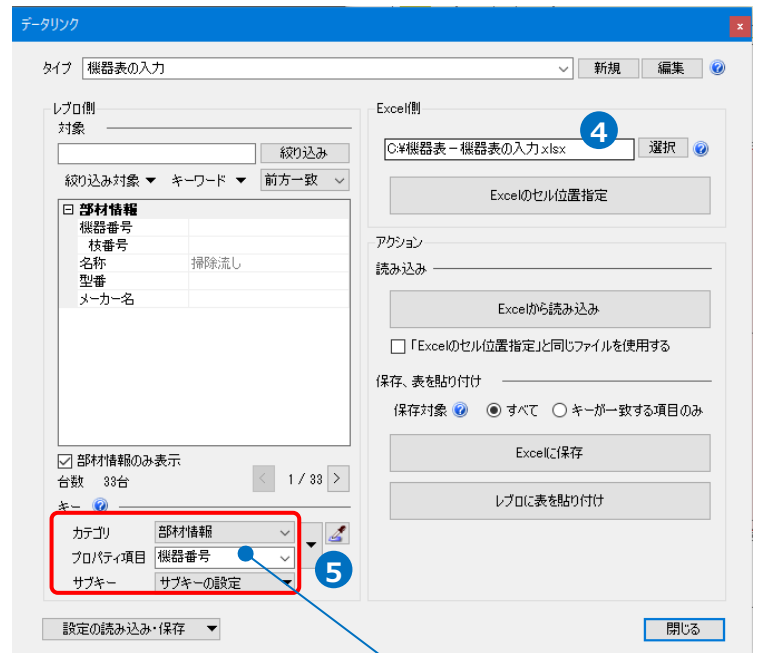 データリンク
x
タイプ 機器表の入力 新規 編集 ?
レブロ側
対象
絞り込み
絞り込み対象 ▼ キーワード ▼ 前方一致
部材情報
機器番号
枝番号
名称 掃除流し
型番
メーカー名
☑ 部材情報のみ表示
台数 33台 < 1 / 33 >
キー ?
カテゴリ 部材情報
プロパティ項目 機器番号
サブキー サブキーの設定 ▼
5
設定の読み込み・保存 ▼
Excel側
4
C:¥機器表-機器表の入力.xlsx 選択 ?
Excelのセル位置指定
アクション
読み込み
Excelから読み込み
「Excelのセル位置指定」と同じファイルを使用する
保存、表を貼り付け
保存対象 ? すべて キーが一致する項目のみ
Excelに保存
レブロに表を貼り付け
閉じる